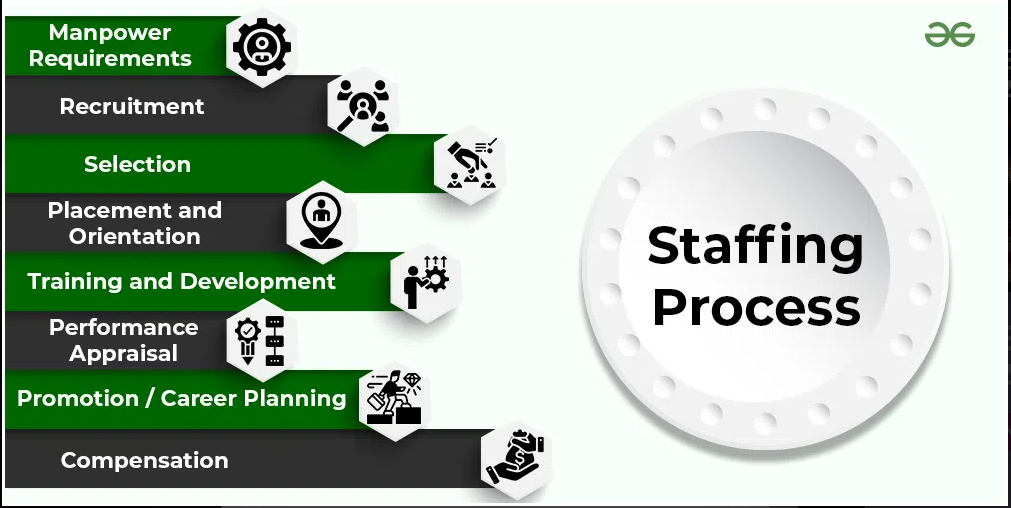 Manpower
Requirements
Recruitment
Selection
Placement and
Orientation
Training and Development
Performance
Appraisal
Promotion / Career Planning
Compensation
Staffing
Process